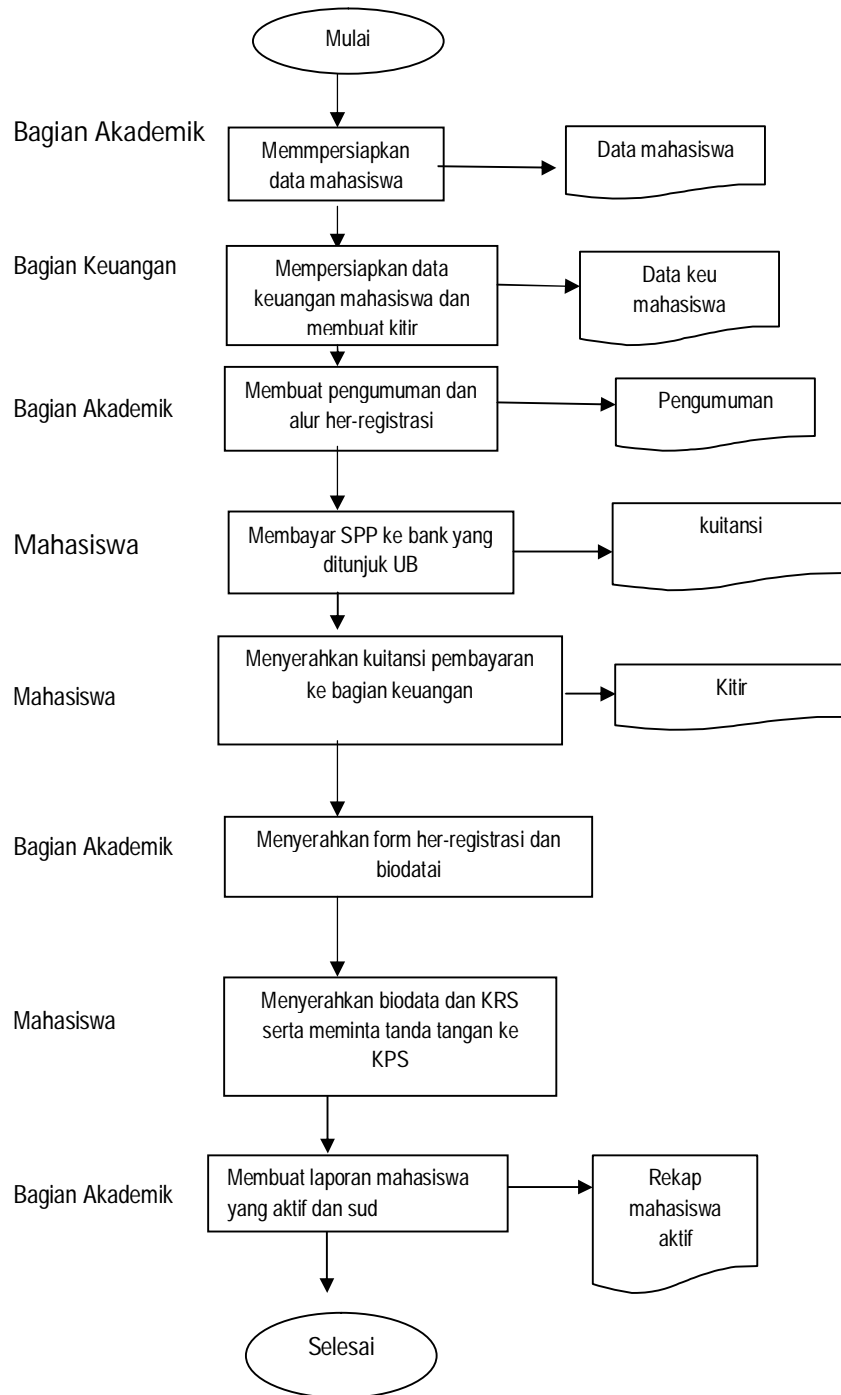 Mulai
Bagian Akademik
Memmpersiapkan
data mahasiswa
Data mahasiswa
Bagian Keuangan
Mempersiapkan data
keuangan mahasiswa dan
membuat kitir
Data keu
mahasiswa
Bagian Akademik
Membuat pengumuman dan
alur her-registrasi
Pengumuman
Mahasiswa
Membayar SPP ke bank yang
ditunjuk UB
kuitansi
Mahasiswa
Menyerahkan kuitansi pembayaran
ke bagian keuangan
Kitir
Bagian Akademik
Menyerahkan form her-registrasi dan
biodatai
Mahasiswa
Menyerahkan biodata dan KRS
serta meminta tanda tangan ke
KPS
Bagian Akademik
Membuat laporan mahasiswa
yang aktif dan sud
Rekap
mahasiswa
aktif
Selesai